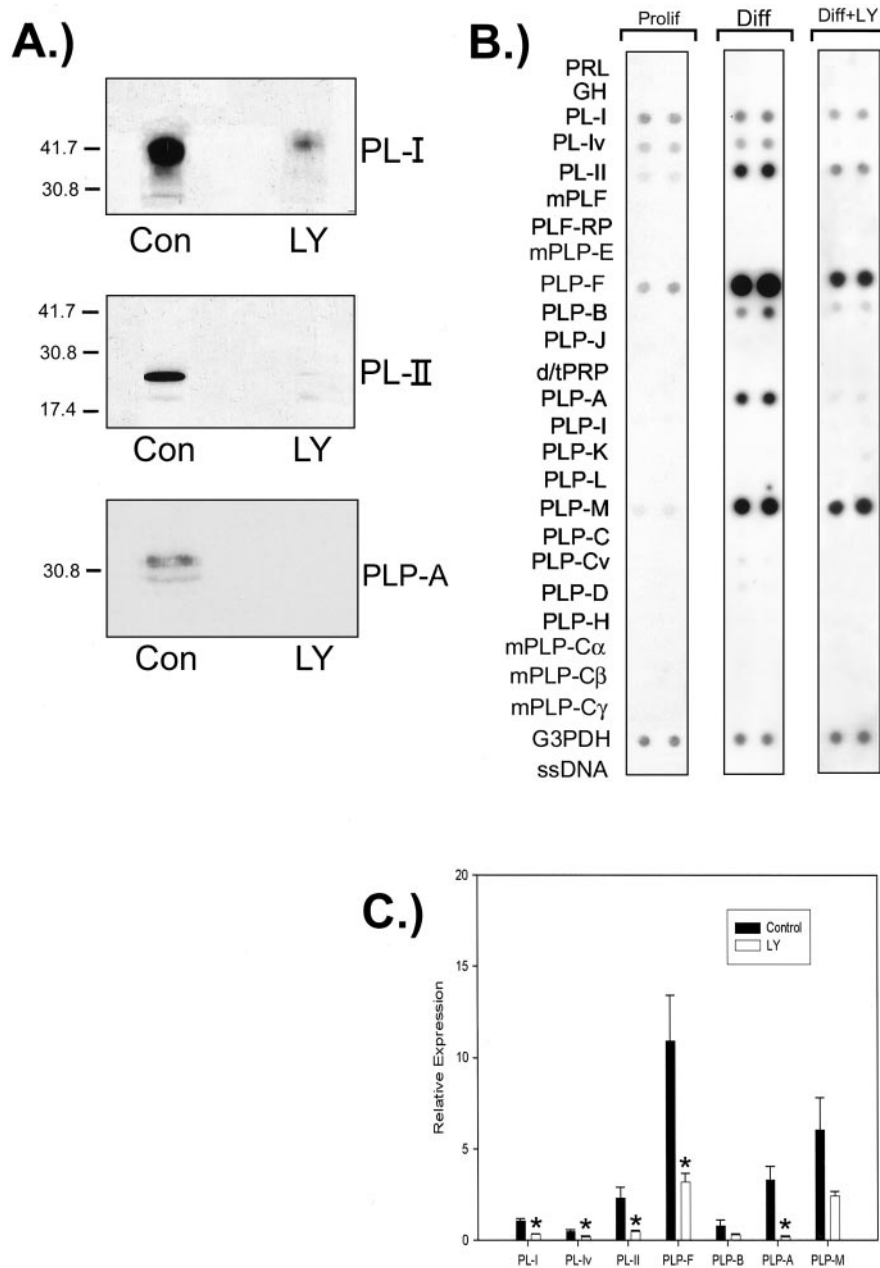 A.)
41.7
30.8
PL-I
Con LY
41.7
30.8
17.4
PL-II
Con LY
30.8
PLP-A
Con LY
B.)
Prolif Diff Diff+LY
PRL
GH
PL-I
PL-Iv
PL-II
mPLF
PLF-RP
mPLP-E
PLP-F
PLP-B
PLP-J
d/tPRP
PLP-A
PLP-I
PLP-K
PLP-L
PLP-M
PLP-C
PLP-Cv
PLP-D
PLP-H
mPLP-Cα
mPLP-Cβ
mPLP-Cγ
G3PDH
ssDNA
C.)
Relative Expression
20
15
10
5
0
Control
LY
*
*
*
*
*
PL-I PL-Iv PL-II PLP-F PLP-B PLP-A PLP-M